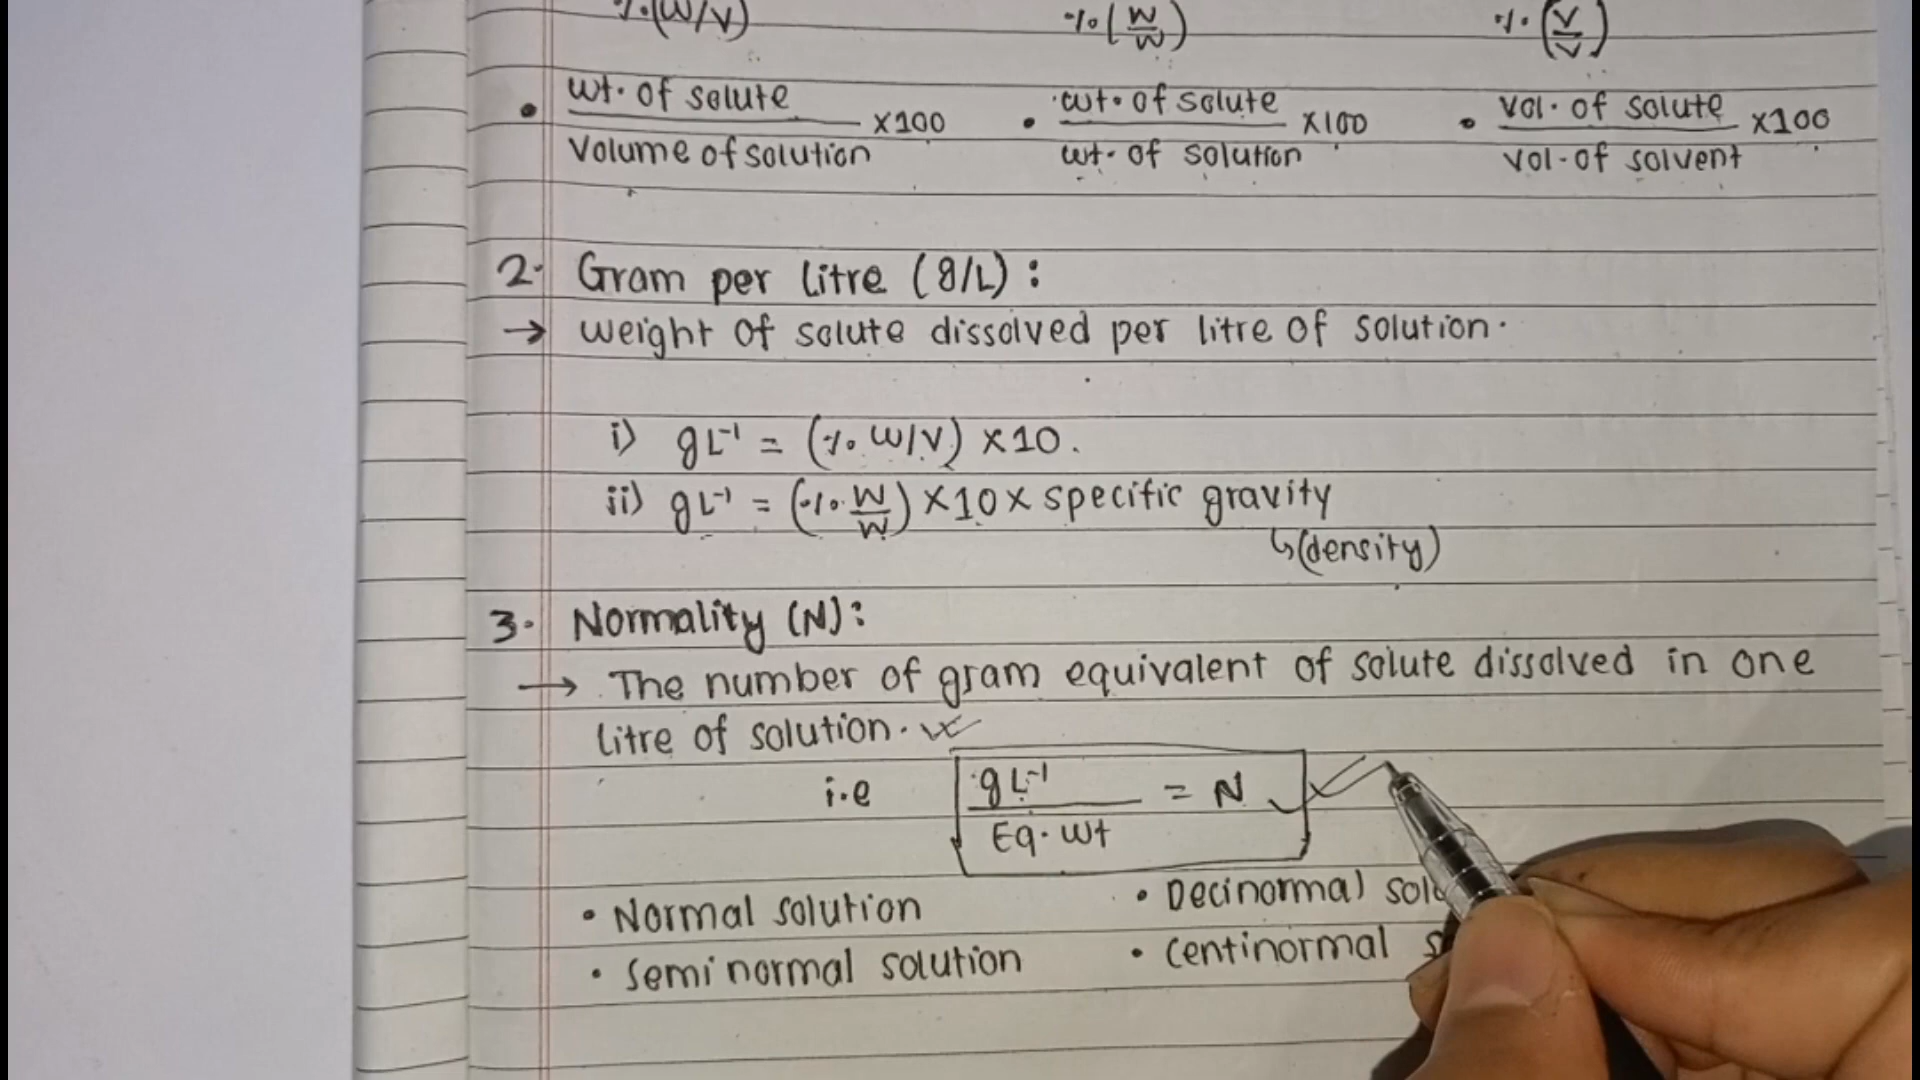 %(W/V) %(W/W) %(V/V)
• wt. of solute / Volume of solution ×100 • wt. of solute / wt. of solution ×100 • vol. of solute / vol. of solvent ×100
2. Gram per litre (g/L) :
→ weight of solute dissolved per litre of solution.
i) gL⁻¹ = (% W/V) ×10.
ii) gL⁻¹ = (% W/W) ×10× specific gravity
↳(density)
3. Normality (N):
→ The number of gram equivalent of solute dissolved in one
litre of solution.
i.e gL⁻¹ / Eq. wt = N
• Normal solution • Decinormal
• Semi normal solution • Centinormal